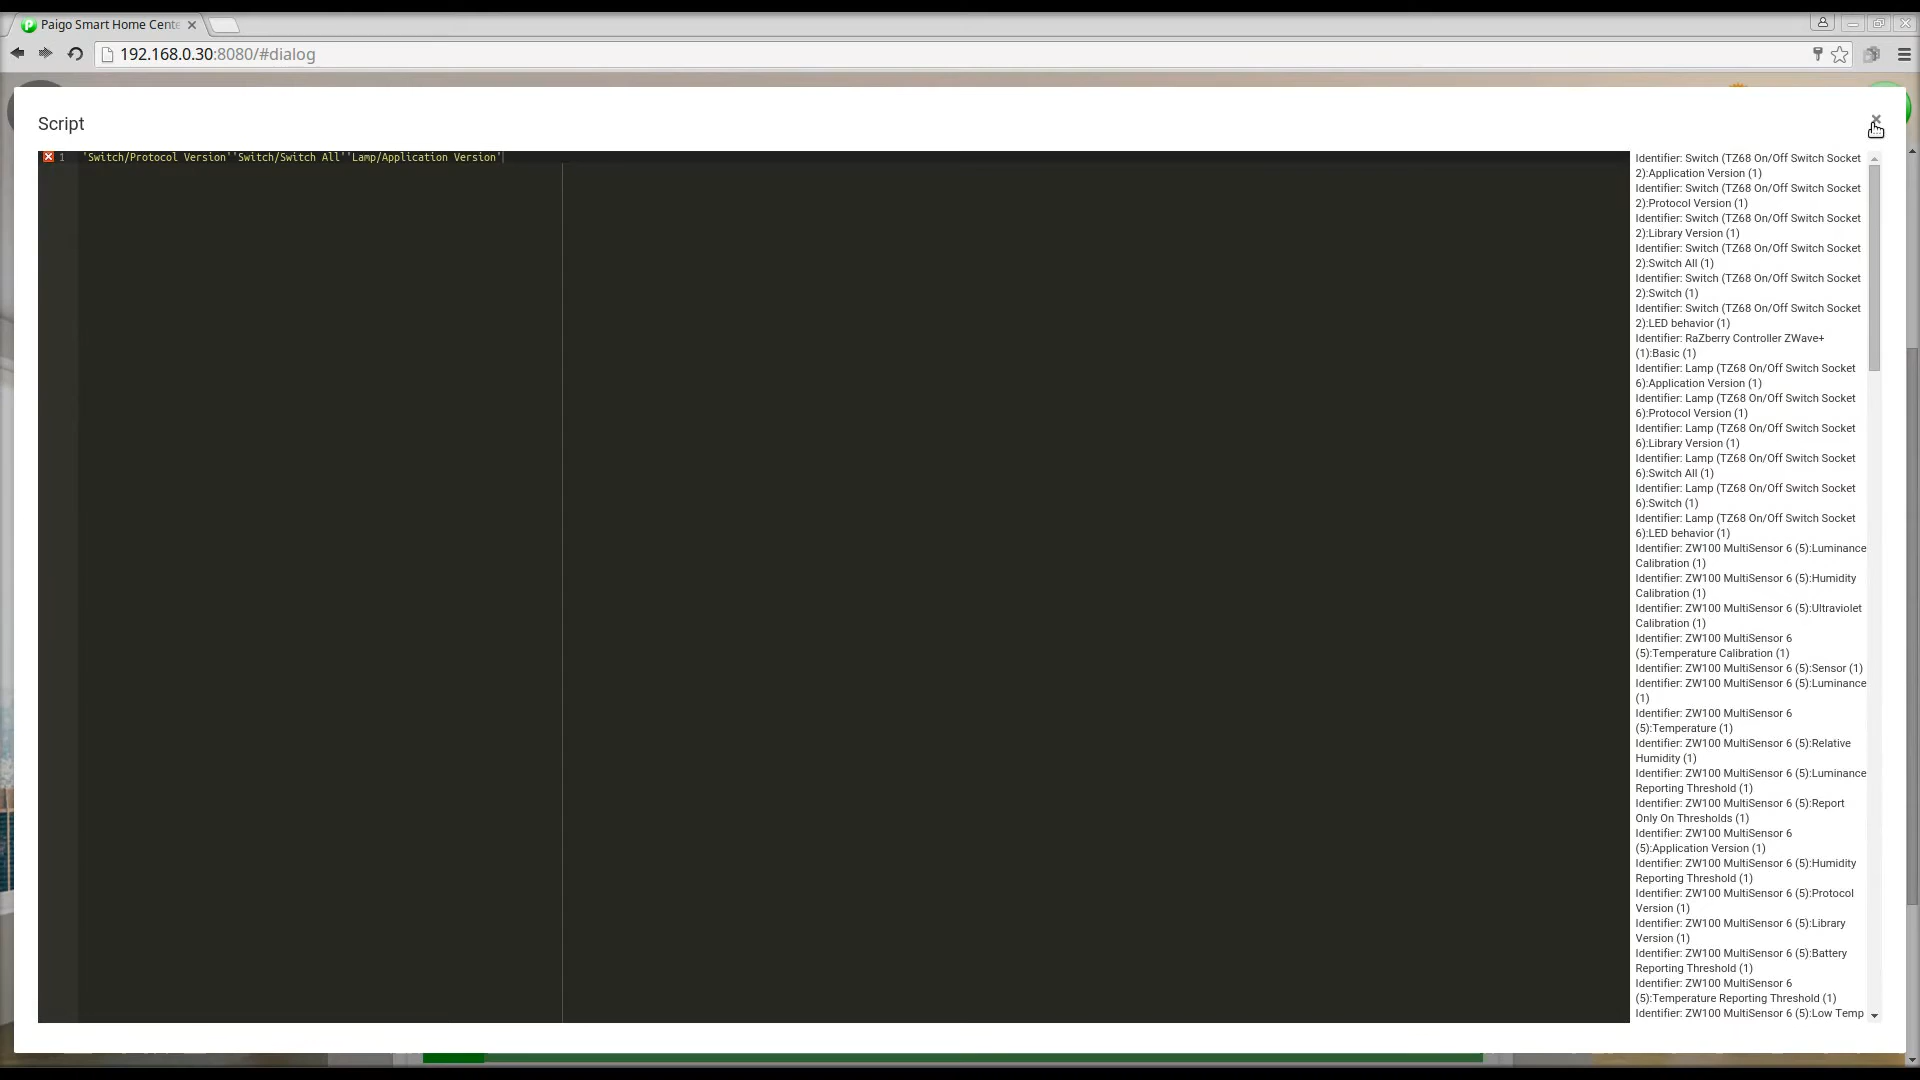 Paigo Smart Home Cente
192.168.0.30:8080/#dialog
Script
1 'Switch/Protocol Version''Switch/Switch All''Lamp/Application Version'
Identifier: Switch (TZ68 On/Off Switch Socket
2):Application Version (1)
Identifier: Switch (TZ68 On/Off Switch Socket
2):Protocol Version (1)
Identifier: Switch (TZ68 On/Off Switch Socket
2):Library Version (1)
Identifier: Switch (TZ68 On/Off Switch Socket
2):Switch All (1)
Identifier: Switch (TZ68 On/Off Switch Socket
2):Switch (1)
Identifier: Switch (TZ68 On/Off Switch Socket
2):LED behavior (1)
Identifier: RaZberry Controller ZWave+
(1):Basic (1)
Identifier: Lamp (TZ68 On/Off Switch Socket
6):Application Version (1)
Identifier: Lamp (TZ68 On/Off Switch Socket
6):Protocol Version (1)
Identifier: Lamp (TZ68 On/Off Switch Socket
6):Library Version (1)
Identifier: Lamp (TZ68 On/Off Switch Socket
6):Switch All (1)
Identifier: Lamp (TZ68 On/Off Switch Socket
6):Switch (1)
Identifier: Lamp (TZ68 On/Off Switch Socket
6):LED behavior (1)
Identifier: ZW100 MultiSensor 6 (5):Luminance
Calibration (1)
Identifier: ZW100 MultiSensor 6 (5):Humidity
Calibration (1)
Identifier: ZW100 MultiSensor 6 (5):Ultraviolet
Calibration (1)
Identifier: ZW100 MultiSensor 6
(5):Temperature Calibration (1)
Identifier: ZW100 MultiSensor 6 (5):Sensor (1)
Identifier: ZW100 MultiSensor 6 (5):Luminance
(1)
Identifier: ZW100 MultiSensor 6
(5):Temperature (1)
Identifier: ZW100 MultiSensor 6 (5):Relative
Humidity (1)
Identifier: ZW100 MultiSensor 6 (5):Luminance
Reporting Threshold (1)
Identifier: ZW100 MultiSensor 6 (5):Report
Only On Thresholds (1)
Identifier: ZW100 MultiSensor 6
(5):Application Version (1)
Identifier: ZW100 MultiSensor 6 (5):Humidity
Reporting Threshold (1)
Identifier: ZW100 MultiSensor 6 (5):Protocol
Version (1)
Identifier: ZW100 MultiSensor 6 (5):Library
Version (1)
Identifier: ZW100 MultiSensor 6 (5):Battery
Reporting Threshold (1)
Identifier: ZW100 MultiSensor 6
(5):Temperature Reporting Threshold (1)
Identifier: ZW100 MultiSensor 6 (5):Low Temp